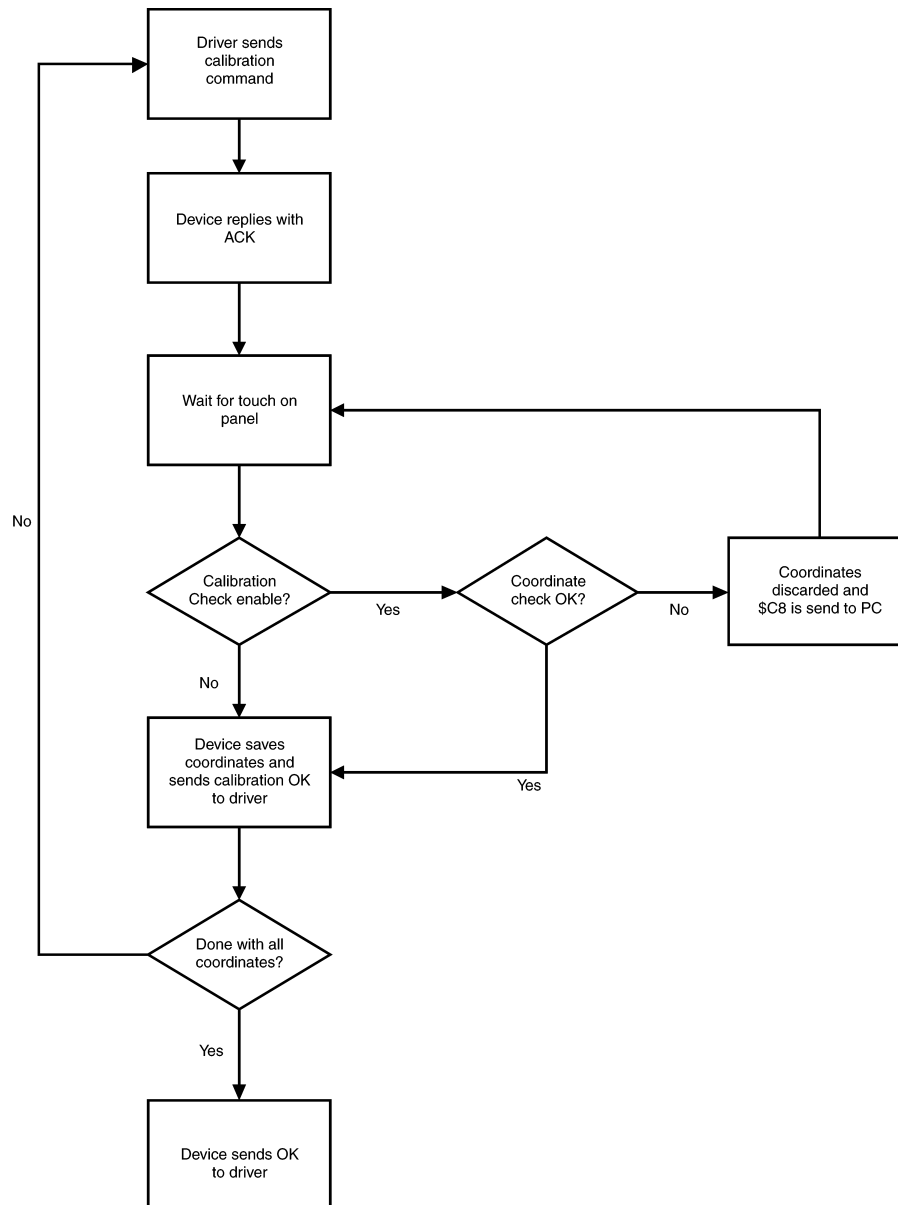 Driver sends
calibration
command
Device replies with
ACK
Wait for touch on
panel
No
Calibration
Check enable?
Yes
Coordinate
check OK?
No
Coordinates
discarded and
$C8 is send to PC
No
Device saves
coordinates and
sends calibration OK
to driver
Yes
Done with all
coordinates?
Yes
Device sends OK
to driver